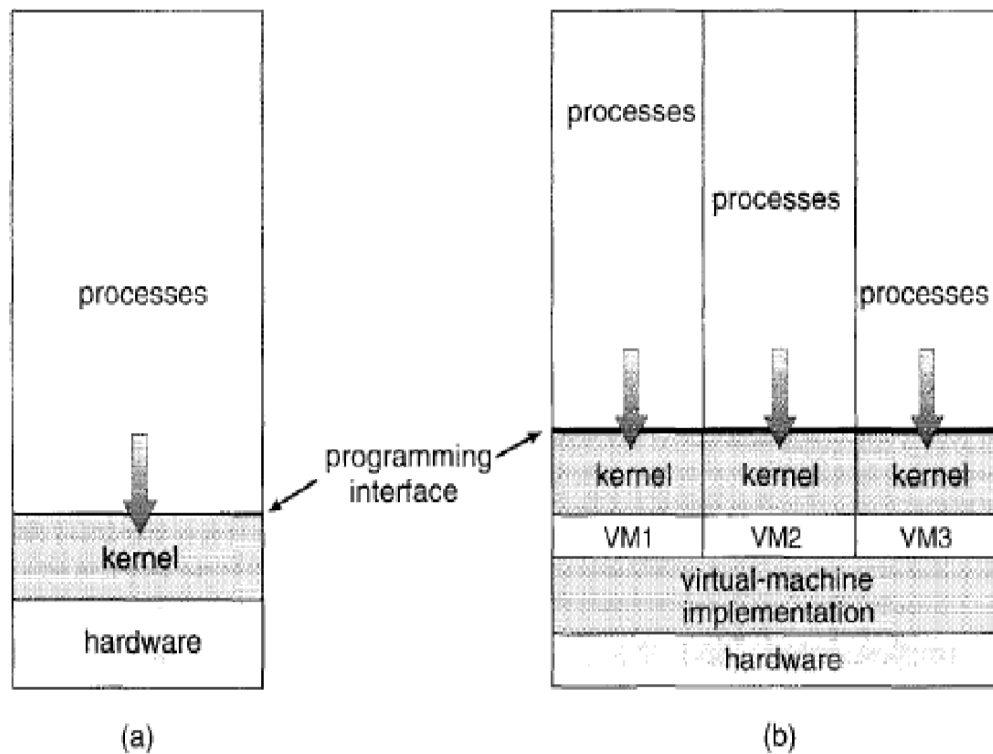 processes
kernel
hardware
(a)
programming
interface
processes
processes
processes
kernel kernel kernel
VM1 VM2 VM3
virtual-machine
implementation
hardware
(b)